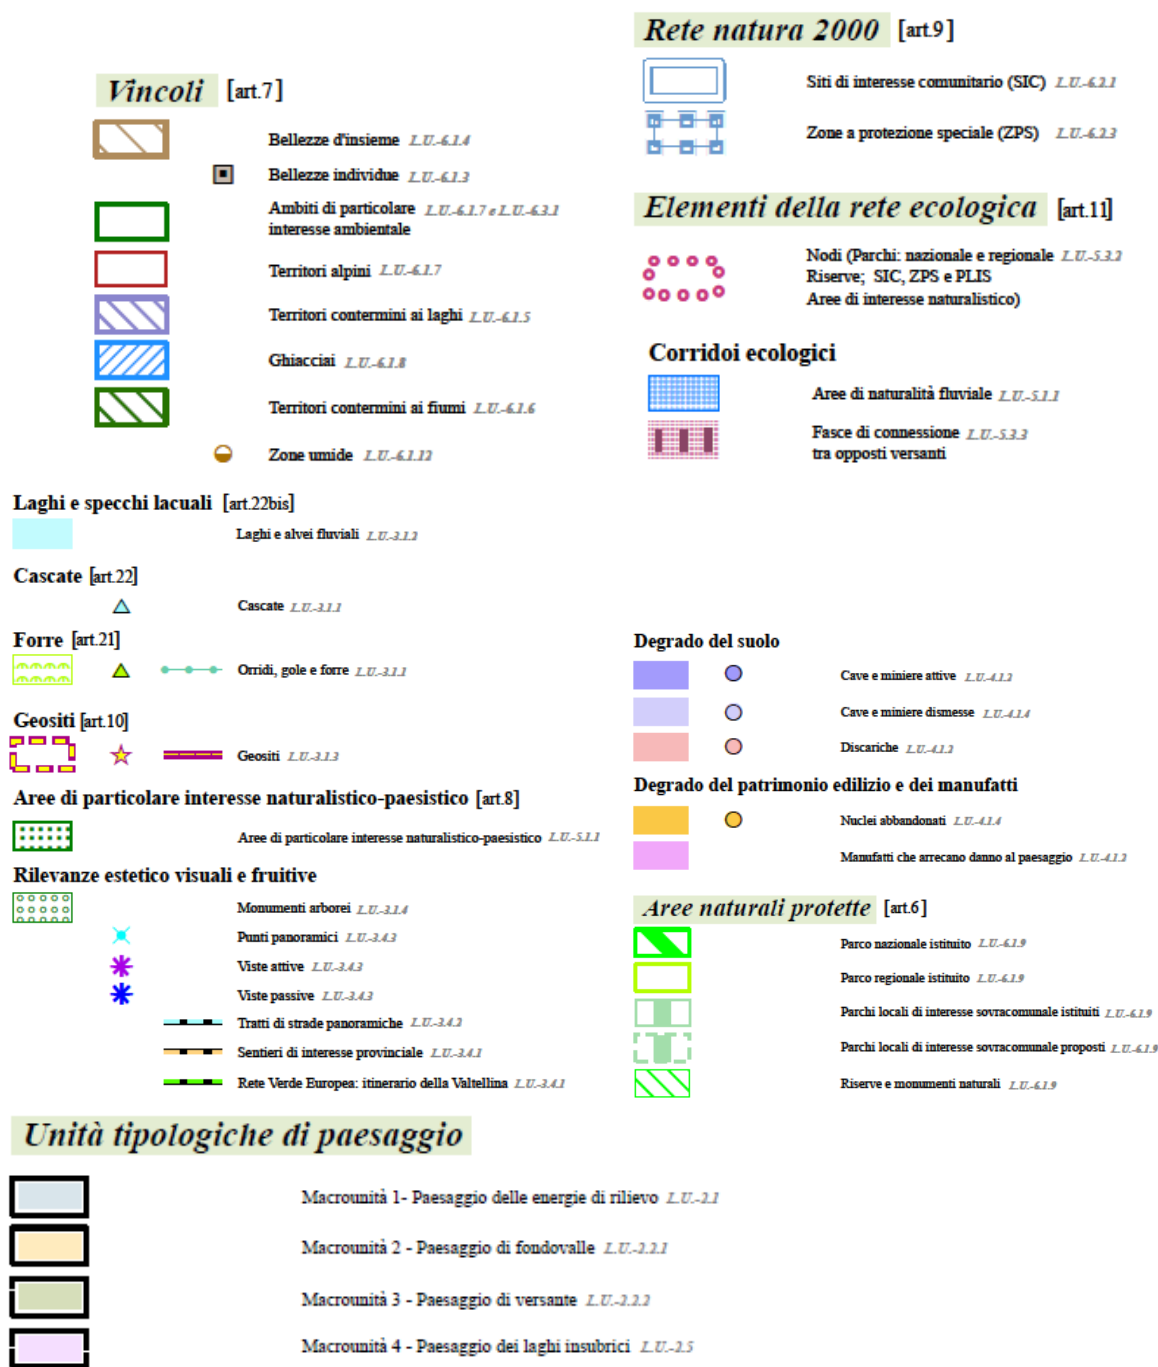 Vincoli [art.7]
Bellezze d'insieme L.U.-6.1.4
Bellezze individue L.U.-6.1.3
Ambiti di particolare L.U.-6.1.7 e L.U.-6.3.1
interesse ambientale
Territori alpini L.U.-6.1.7
Territori contermini ai laghi L.U.-6.1.5
Ghiacciai L.U.-6.1.8
Territori contermini ai fiumi L.U.-6.1.6
Zone umide L.U.-6.1.12
Rete natura 2000 [art.9]
Siti di interesse comunitario (SIC) L.U.-6.2.1
Zone a protezione speciale (ZPS) L.U.-6.2.3
Elementi della rete ecologica [art.11]
Nodi (Parchi: nazionale e regionale L.U.-5.3.2
Riserve; SIC, ZPS e PLIS
Aree di interesse naturalistico)
Corridoi ecologici
Aree di naturalità fluviale L.U.-5.1.1
Fasce di connessione L.U.-5.3.3
tra opposti versanti
Laghi e specchi lacuali [art.22bis]
Laghi e alvei fluviali L.U.-3.1.2
Cascate [art.22]
Cascate L.U.-3.1.1
Forre [art.21]
Orridi, gole e forre L.U.-3.1.1
Geositi [art.10]
Geositi L.U.-3.1.3
Aree di particolare interesse naturalistico-paesistico [art.8]
Aree di particolare interesse naturalistico-paesistico L.U.-5.1.1
Rilevanze estetico visuali e fruitive
Monumenti arborei L.U.-3.1.4
Punti panoramici L.U.-3.4.3
Viste attive L.U.-3.4.3
Viste passive L.U.-3.4.3
Tratti di strade panoramiche L.U.-3.4.2
Sentieri di interesse provinciale L.U.-3.4.1
Rete Verde Europea: itinerario della Valtellina L.U.-3.4.1
Degrado del suolo
Cave e miniere attive L.U.-4.1.2
Cave e miniere dismesse L.U.-4.1.4
Discariche L.U.-4.1.2
Degrado del patrimonio edilizio e dei manufatti
Nuclei abbandonati L.U.-4.1.4
Manufatti che arrecano danno al paesaggio L.U.-4.1.2
Aree naturali protette [art.6]
Parco nazionale istituito L.U.-6.1.9
Parco regionale istituito L.U.-6.1.9
Parchi locali di interesse sovracomunale istituiti L.U.-6.1.9
Parchi locali di interesse sovracomunale proposti L.U.-6.1.9
Riserve e monumenti naturali L.U.-6.1.9
Unità tipologiche di paesaggio
Macrounità 1- Paesaggio delle energie di rilievo L.U.-2.1
Macrounità 2 - Paesaggio di fondovalle L.U.-2.2.1
Macrounità 3 - Paesaggio di versante L.U.-2.2.2
Macrounità 4 - Paesaggio dei laghi insubrici L.U.-2.5